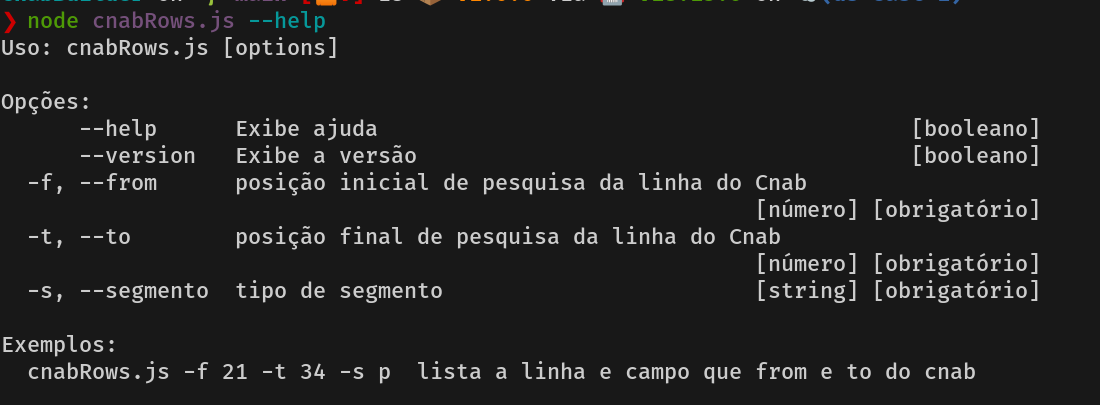 ❯ node cnabRows.js --help
Uso: cnabRows.js [options]
Opções:
--help Exibe ajuda [booleano]
--version Exibe a versão [booleano]
-f, --from posição inicial de pesquisa da linha do Cnab
[número] [obrigatório]
-t, --to posição final de pesquisa da linha do Cnab
[número] [obrigatório]
-s, --segmento tipo de segmento [string] [obrigatório]
Exemplos:
cnabRows.js -f 21 -t 34 -s p lista a linha e campo que from e to do cnab